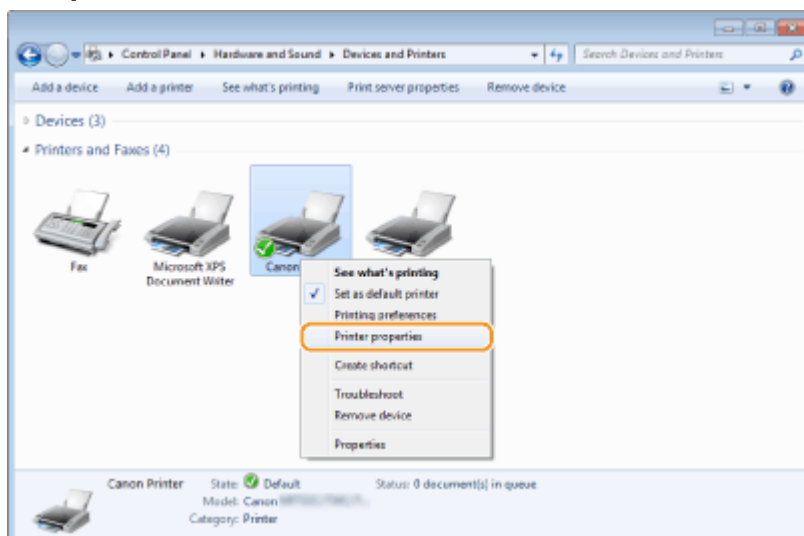 Control Panel ▸ Hardware and Sound ▸ Devices and Printers
Search Devices and Printers
Add a device Add a printer See what's printing Print server properties Remove device
Devices (3)
Printers and Faxes (4)
Fax
Microsoft XPS
Document Writer
Canon
See what's printing
Set as default printer
Printing preferences
Printer properties
Create shortcut
Troubleshoot
Remove device
Properties
Canon Printer State: Default Status: 0 document(s) in queue
Model: Canon
Category: Printer